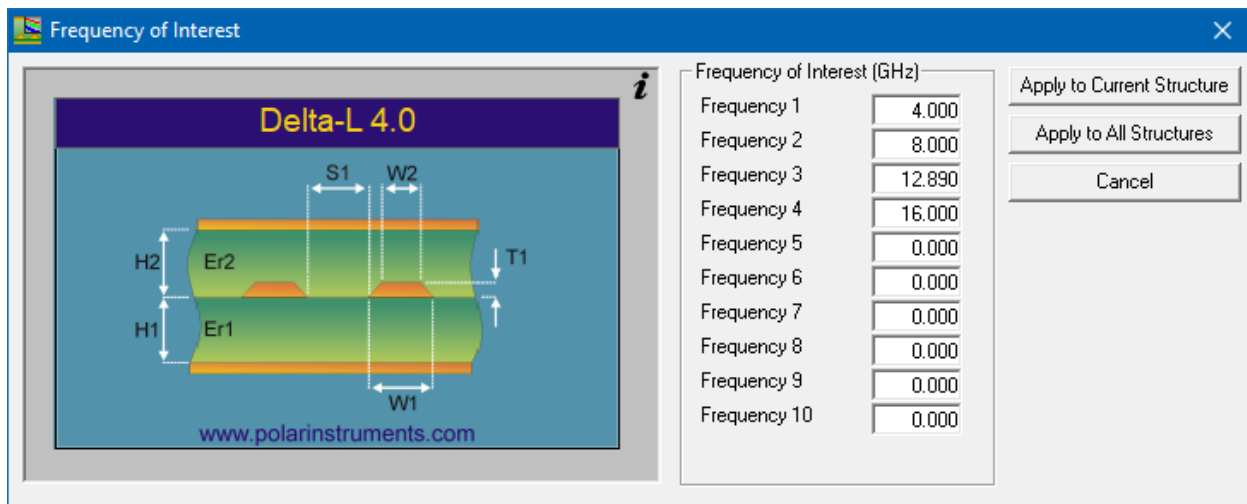 Frequency of Interest
i
Delta-L 4.0
S1 W2
H2 Er2 T1
H1 Er1
W1
www.polarinstruments.com
Frequency of Interest (GHz)
Frequency 1 4.000
Frequency 2 8.000
Frequency 3 12.890
Frequency 4 16.000
Frequency 5 0.000
Frequency 6 0.000
Frequency 7 0.000
Frequency 8 0.000
Frequency 9 0.000
Frequency 10 0.000
Apply to Current Structure
Apply to All Structures
Cancel